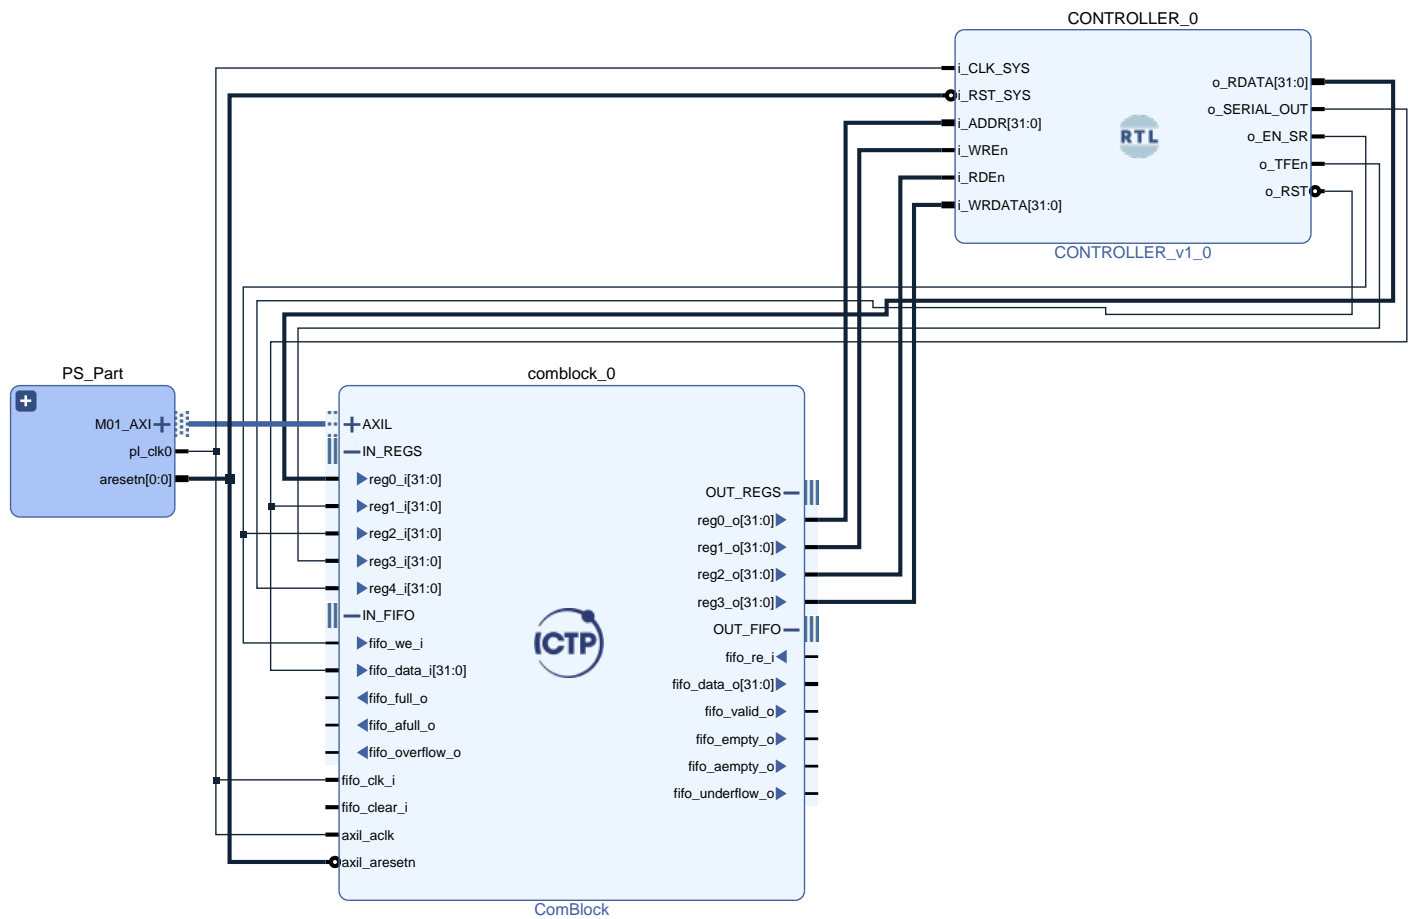 CONTROLLER_0
i_CLK_SYS
i_RST_SYS
i_ADDR[31:0]
i_WREn
i_RDEn
i_WRDATA[31:0]
RTL
o_RDATA[31:0]
o_SERIAL_OUT
o_EN_SR
o_TFEn
o_RST
CONTROLLER_v1_0
PS_Part
M01_AXI
pl_clk0
aresetn[0:0]
comblock_0
AXIL
IN_REGS
reg0_i[31:0]
reg1_i[31:0]
reg2_i[31:0]
reg3_i[31:0]
reg4_i[31:0]
IN_FIFO
fifo_we_i
fifo_data_i[31:0]
fifo_full_o
fifo_afull_o
fifo_overflow_o
fifo_clk_i
fifo_clear_i
axil_aclk
axil_aresetn
ICTP
OUT_REGS
reg0_o[31:0]
reg1_o[31:0]
reg2_o[31:0]
reg3_o[31:0]
OUT_FIFO
fifo_re_i
fifo_data_o[31:0]
fifo_valid_o
fifo_empty_o
fifo_aempty_o
fifo_underflow_o
ComBlock